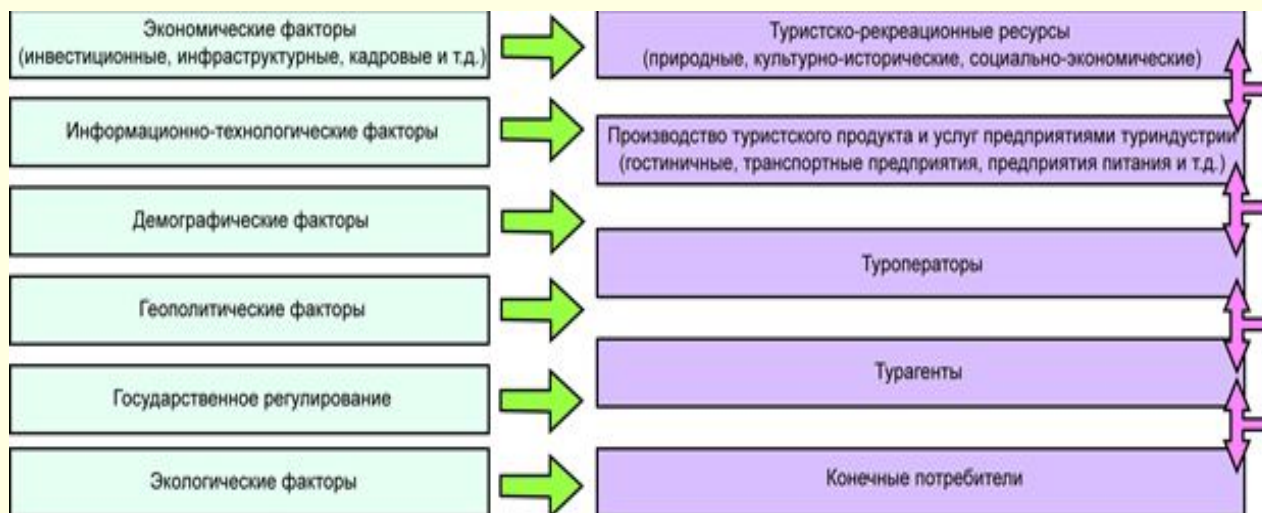 Экономические факторы
(инвестиционные, инфраструктурные, кадровые и т.д.)
Информационно-технологические факторы
Демографические факторы
Геополитические факторы
Государственное регулирование
Экологические факторы
Туристско-рекреационные ресурсы
(природные, культурно-исторические, социально-экономические)
Производство туристского продукта и услуг предприятиями туриндустрии
(гостиничные, транспортные предприятия, предприятия питания и т.д.)
Туроператоры
Турагенты
Конечные потребители